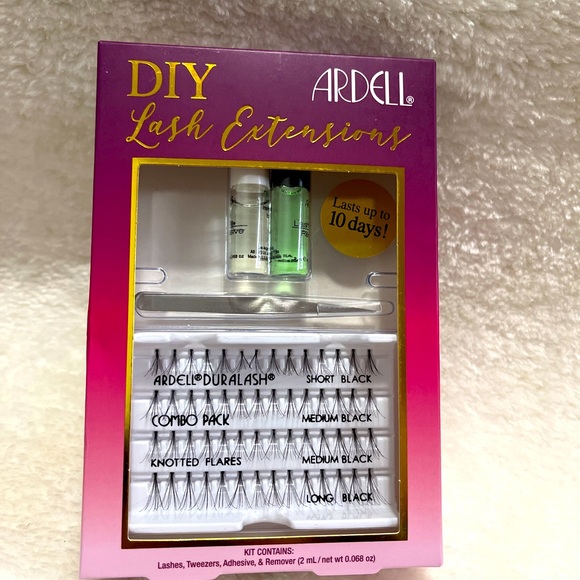 DIY
ARDELL®
Lash Extensions
Lasts up to
10 days!
ARDELL®DURALASH®
SHORT BLACK
COMBO PACK
MEDIUM BLACK
KNOTTED FLARES
MEDIUM BLACK
LONG BLACK
KIT CONTAINS:
Lashes, Tweezers, Adhesive, & Remover (2 mL / net wt 0.068 oz)